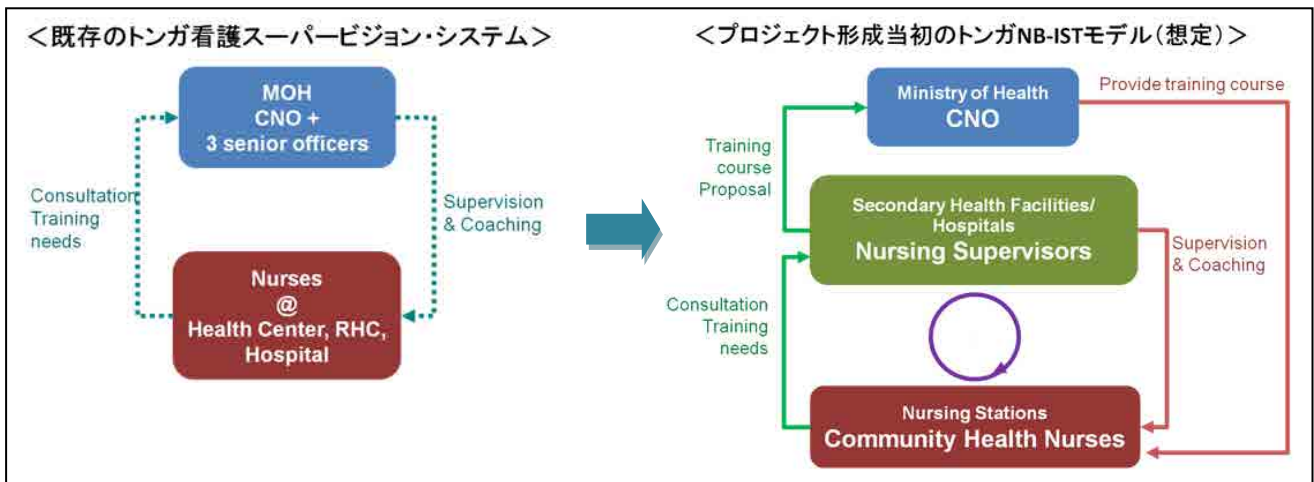 ＜既存のトンガ看護スーパービジョン・システム＞
MOH
CNO +
3 senior officers
Consultation
Training
needs
Supervision
& Coaching
Nurses
@
Health Center, RHC,
Hospital
＜プロジェクト形成当初のトンガNB-ISTモデル（想定）＞
Ministry of Health
CNO
Provide training course
Training
course
Proposal
Secondary Health Facilities/
Hospitals
Nursing Supervisors
Supervision
& Coaching
Consultation
Training
needs
Nursing Stations
Community Health Nurses